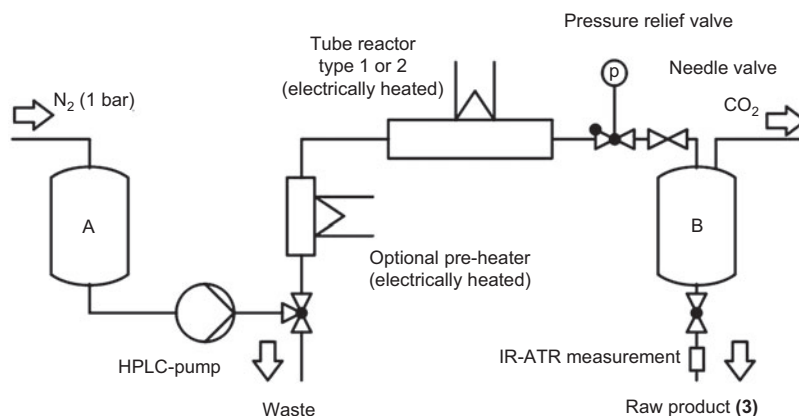 Pressure relief valve
Tube reactor
type 1 or 2
(electrically heated)
Needle valve
N₂ (1 bar)
CO₂
p
A
B
Optional pre-heater
(electrically heated)
HPLC-pump
IR-ATR measurement
Waste
Raw product (3)